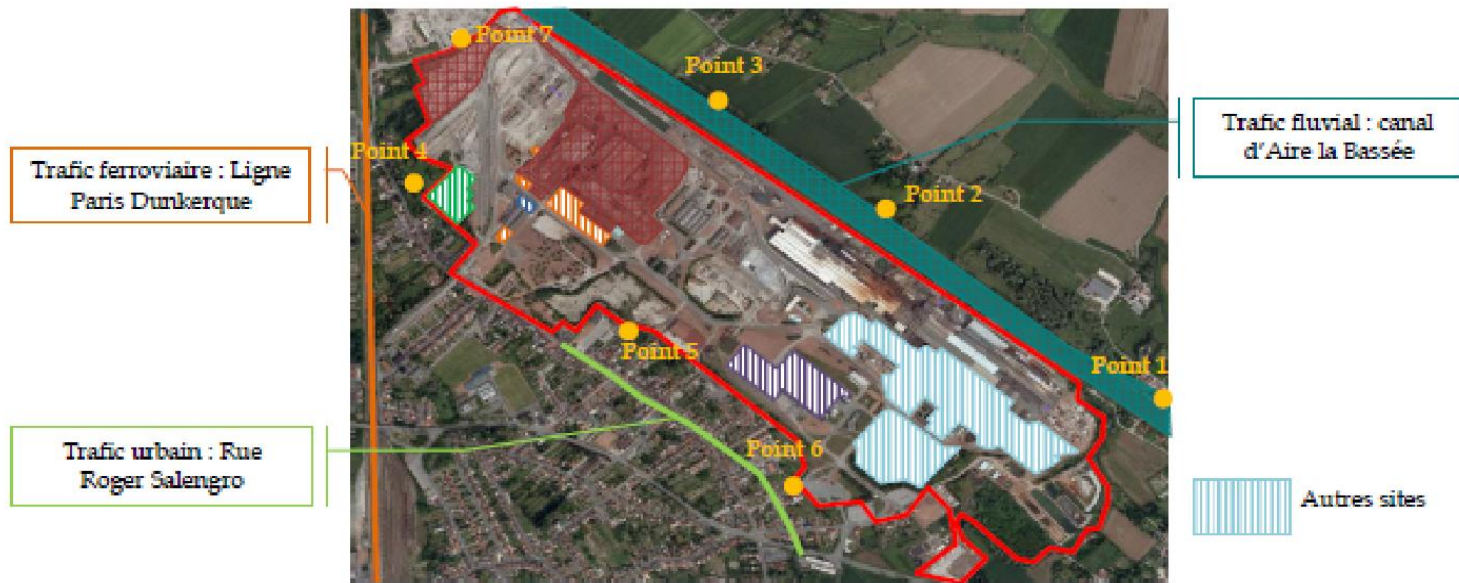 Point 7
Point 3
Trafic fluvial : canal
d'Aire la Bassée
Trafic ferroviaire : Ligne
Paris Dunkerque
Point 4
Point 2
Point 5
Point 1
Trafic urbain : Rue
Roger Salengro
Point 6
Autres sites